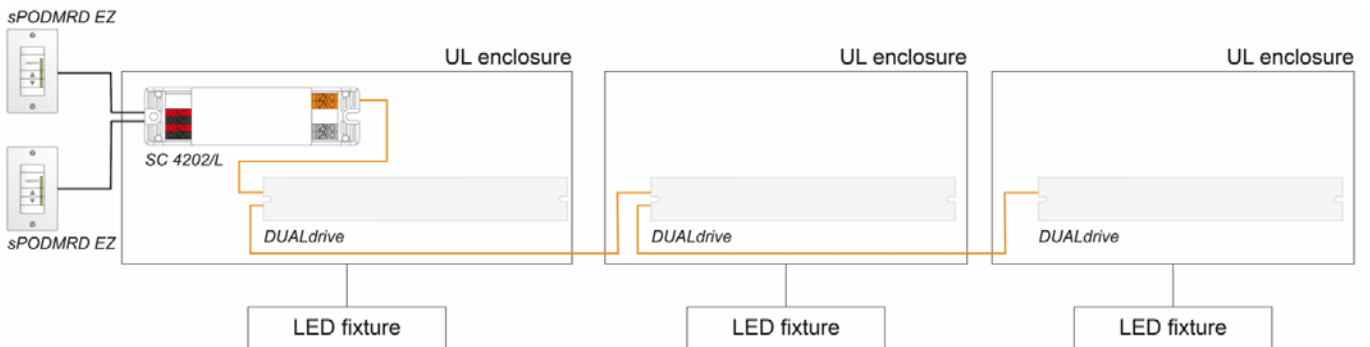 sPODMRD EZ
UL enclosure
UL enclosure
UL enclosure
SC 4202/L
sPODMRD EZ
DUALdrive
DUALdrive
DUALdrive
LED fixture
LED fixture
LED fixture